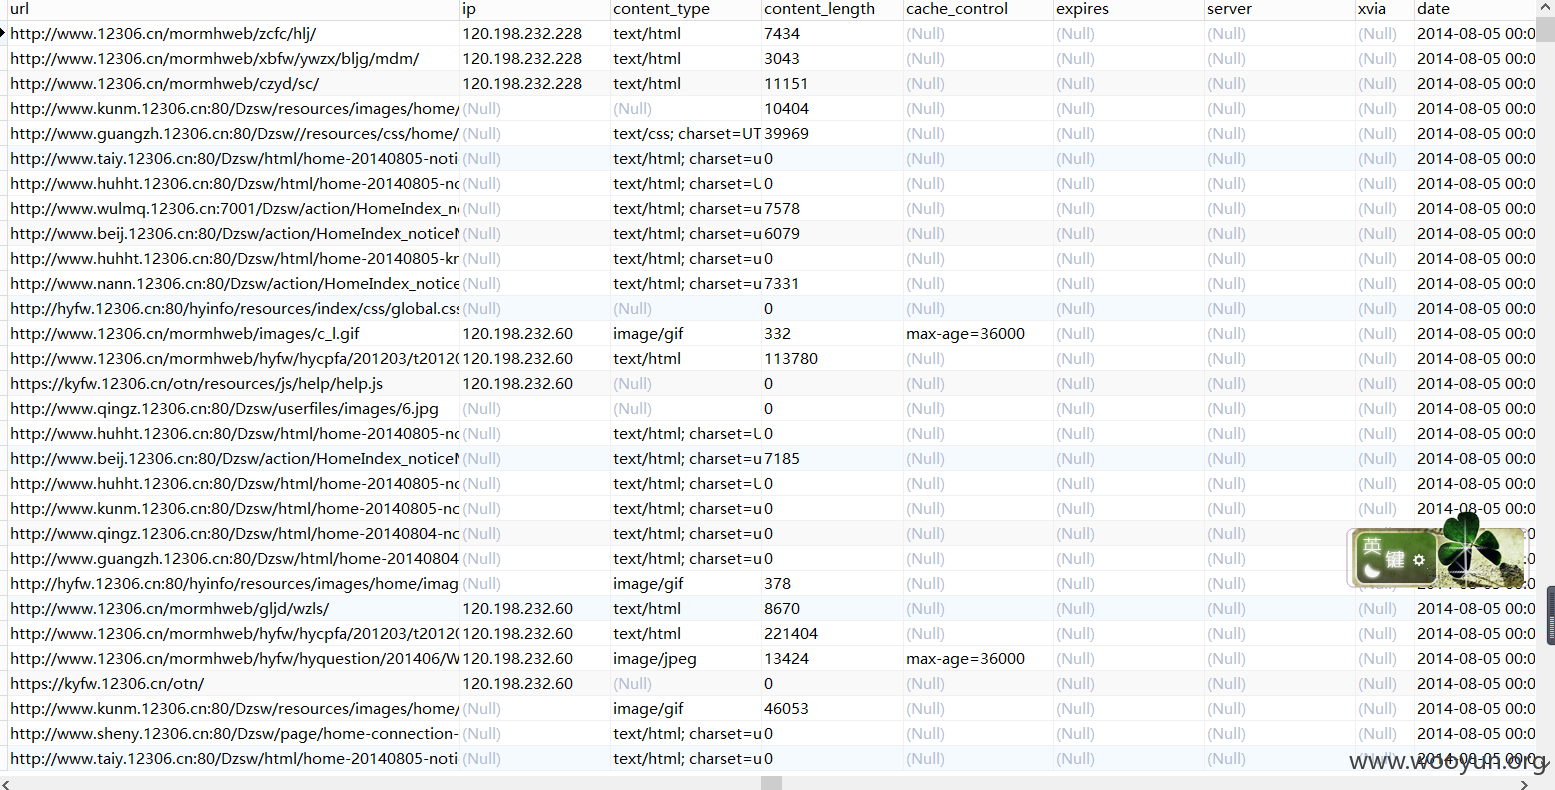 url ip content_type content_length cache_control expires server xvia date
http://www.12306.cn/mormhweb/zcfc/hlj/ 120.198.232.228 text/html 7434 (Null) (Null) (Null) (Null) 2014-08-05 00:0
http://www.12306.cn/mormhweb/xbfw/ywzx/bljg/mdm/ 120.198.232.228 text/html 3043 (Null) (Null) (Null) (Null) 2014-08-05 00:0
http://www.12306.cn/mormhweb/czyd/sc/ 120.198.232.228 text/html 11151 (Null) (Null) (Null) (Null) 2014-08-05 00:0
http://www.kunm.12306.cn:80/Dzsw/resources/images/home/ (Null) (Null) 10404 (Null) (Null) (Null) (Null) 2014-08-05 00:0
http://www.guangzh.12306.cn:80/Dzsw//resources/css/home/ (Null) text/css; charset=UT 39969 (Null) (Null) (Null) (Null) 2014-08-05 00:0
http://www.taiy.12306.cn:80/Dzsw/html/home-20140805-noti (Null) text/html; charset=u 0 (Null) (Null) (Null) (Null) 2014-08-05 00:0
http://www.huhht.12306.cn:80/Dzsw/html/home-20140805-nc (Null) text/html; charset=U 0 (Null) (Null) (Null) (Null) 2014-08-05 00:0
http://www.wulmq.12306.cn:7001/Dzsw/action/HomeIndex_n (Null) text/html; charset=u 7578 (Null) (Null) (Null) (Null) 2014-08-05 00:0
http://www.beij.12306.cn:80/Dzsw/action/HomeIndex_noticeM (Null) text/html; charset=u 6079 (Null) (Null) (Null) (Null) 2014-08-05 00:0
http://www.huhht.12306.cn:80/Dzsw/html/home-20140805-kr (Null) text/html; charset=u 0 (Null) (Null) (Null) (Null) 2014-08-05 00:0
http://www.nann.12306.cn:80/Dzsw/action/HomeIndex_notice (Null) text/html; charset=u 7331 (Null) (Null) (Null) (Null) 2014-08-05 00:0
http://hyfw.12306.cn:80/hyinfo/resources/index/css/global.css (Null) (Null) 0 (Null) (Null) (Null) (Null) 2014-08-05 00:0
http://www.12306.cn/mormhweb/images/c_l.gif 120.198.232.60 image/gif 332 max-age=36000 (Null) (Null) (Null) 2014-08-05 00:0
http://www.12306.cn/mormhweb/hyfw/hycpfa/201203/t20120 120.198.232.60 text/html 113780 (Null) (Null) (Null) (Null) 2014-08-05 00:0
https://kyfw.12306.cn/otn/resources/js/help/help.js 120.198.232.60 (Null) 0 (Null) (Null) (Null) (Null) 2014-08-05 00:0
http://www.qingz.12306.cn:80/Dzsw/userfiles/images/6.jpg (Null) (Null) 0 (Null) (Null) (Null) (Null) 2014-08-05 00:0
http://www.huhht.12306.cn:80/Dzsw/html/home-20140805-nc (Null) text/html; charset=U 0 (Null) (Null) (Null) (Null) 2014-08-05 00:0
http://www.beij.12306.cn:80/Dzsw/action/HomeIndex_noticeM (Null) text/html; charset=u 7185 (Null) (Null) (Null) (Null) 2014-08-05 00:0
http://www.huhht.12306.cn:80/Dzsw/html/home-20140805-nc (Null) text/html; charset=U 0 (Null) (Null) (Null) (Null) 2014-08-05 00:0
http://www.kunm.12306.cn:80/Dzsw/html/home-20140805-nc (Null) text/html; charset=u 0 (Null) (Null) (Null) (Null) 2014-08-05 00:0
http://www.qingz.12306.cn:80/Dzsw/html/home-20140804-nc (Null) text/html; charset=u 0 (Null) (Null) (Null) (Null)
http://www.guangzh.12306.cn:80/Dzsw/html/home-20140804 (Null) text/html; charset=u 0 (Null) (Null) (Null)
英键
http://hyfw.12306.cn:80/hyinfo/resources/images/home/imag (Null) image/gif 378 (Null) (Null) (Null)
http://www.12306.cn/mormhweb/gljd/wzls/ 120.198.232.60 text/html 8670 (Null) (Null) (Null) (Null) 2014-08-05 00:0
http://www.12306.cn/mormhweb/hyfw/hycpfa/201203/t20120 120.198.232.60 text/html 221404 (Null) (Null) (Null) (Null) 2014-08-05 00:0
http://www.12306.cn/mormhweb/hyfw/hyquestion/201406/W 120.198.232.60 image/jpeg 13424 max-age=36000 (Null) (Null) (Null) 2014-08-05 00:0
https://kyfw.12306.cn/otn/ 120.198.232.60 (Null) 0 (Null) (Null) (Null) (Null) 2014-08-05 00:0
http://www.kunm.12306.cn:80/Dzsw/resources/images/home/ (Null) image/gif 46053 (Null) (Null) (Null) (Null) 2014-08-05 00:0
http://www.sheny.12306.cn:80/Dzsw/page/home-connection- (Null) text/html; charset=u 0 (Null) (Null) (Null) (Null) 2014-08-05 00:0
http://www.taiy.12306.cn:80/Dzsw/html/home-20140805-noti (Null) text/html; charset=u 0 (Null) (Null) (Null) (Null) 2014-08-05 00:0
www.wooyun.org